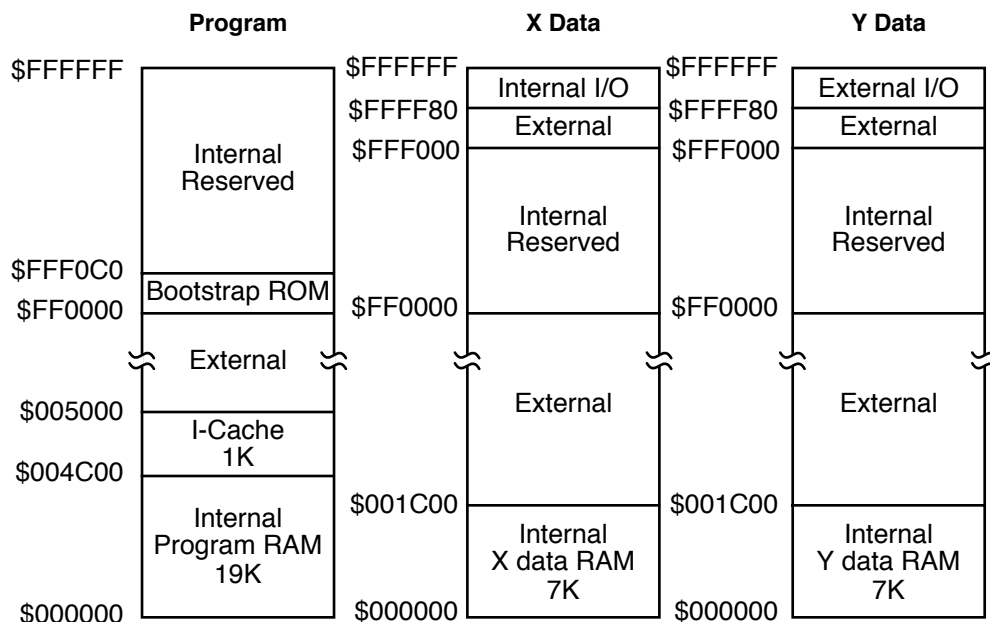 Program
$FFFFFF
Internal
Reserved
$FFF0C0
Bootstrap ROM
$FF0000
External
$005000
I-Cache
1K
$004C00
Internal
Program RAM
19K
$000000
X Data
$FFFFFF
Internal I/O
$FFFF80
External
$FFF000
Internal
Reserved
$FF0000
External
$001C00
Internal
X data RAM
7K
$000000
Y Data
$FFFFFF
External I/O
$FFFF80
External
$FFF000
Internal
Reserved
$FF0000
External
$001C00
Internal
Y data RAM
7K
$000000